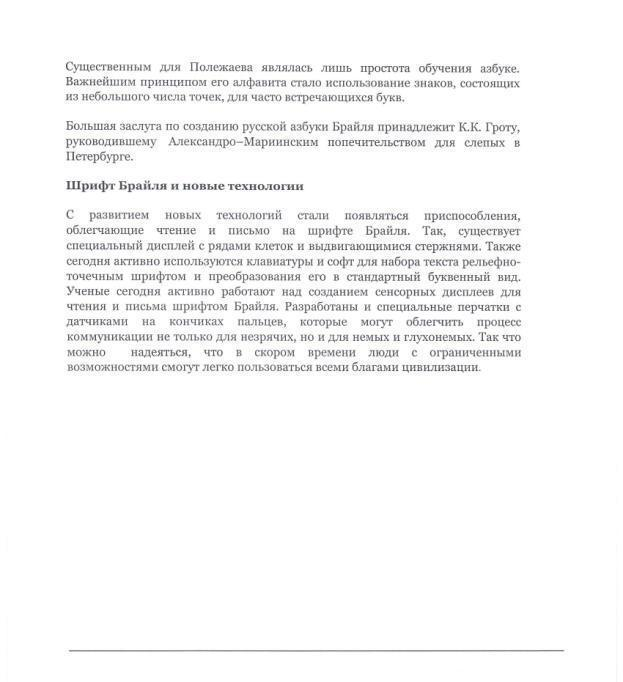 Существенным для Полежаева являлась лишь простота обучения азбуке.
Важнейшим принципом его алфавита стало использование знаков, состоящих
из небольшого числа точек, для часто встречающихся букв.
Большая заслуга по созданию русской азбуки Брайля принадлежит К.К. Гроту,
руководившему Александро–Мариинским попечительством для слепых в
Петербурге.
Шрифт Брайля и новые технологии
С развитием новых технологий стали появляться приспособления,
облегчающие чтение и письмо на шрифте Брайля. Так, существует
специальный дисплей с рядами клеток и выдвигающимися стержнями. Также
сегодня активно используются клавиатуры и софт для набора текста рельефно-
точечным шрифтом и преобразования его в стандартный буквенный вид.
Ученые сегодня активно работают над созданием сенсорных дисплеев для
чтения и письма шрифтом Брайля. Разработаны и специальные перчатки с
датчиками на кончиках пальцев, которые могут облегчить процесс
коммуникации не только для незрячих, но и для немых и глухонемых. Так что
можно надеяться, что в скором времени люди с ограниченными
возможностями смогут легко пользоваться всеми благами цивилизации.